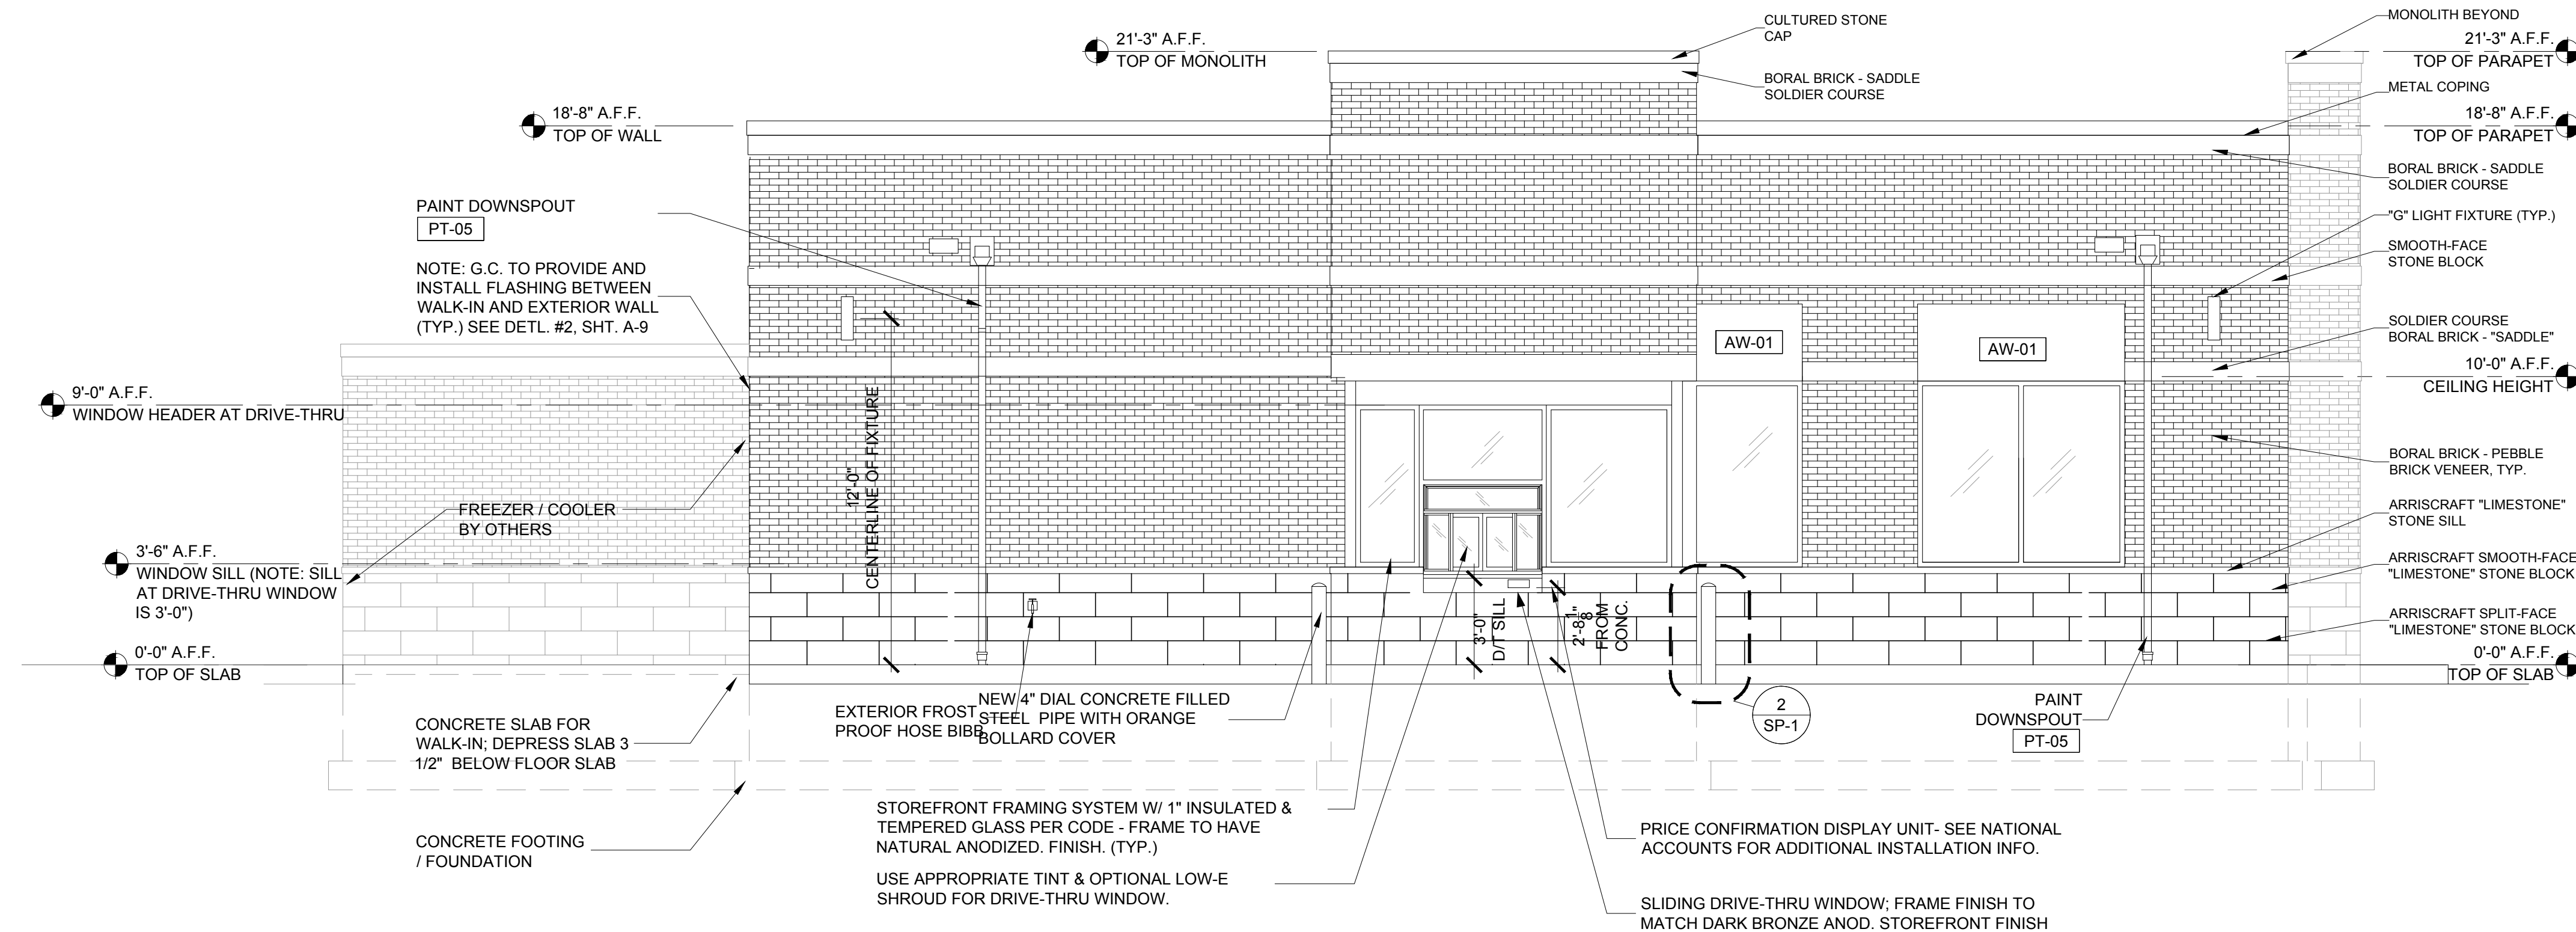 CULTURED STONE
CAP
MONOLITH BEYOND
21'-3" A.F.F.
TOP OF MONOLITH
21'-3" A.F.F.
TOP OF PARAPET
BORAL BRICK - SADDLE
SOLDIER COURSE
METAL COPING
18'-8" A.F.F.
TOP OF WALL
18'-8" A.F.F.
TOP OF PARAPET
BORAL BRICK - SADDLE
SOLDIER COURSE
PAINT DOWNSPOUT
PT-05
"G" LIGHT FIXTURE (TYP.)
SMOOTH-FACE
STONE BLOCK
NOTE: G.C. TO PROVIDE AND
INSTALL FLASHING BETWEEN
WALK-IN AND EXTERIOR WALL
(TYP.) SEE DETL. #2, SHT. A-9
SOLDIER COURSE
BORAL BRICK - "SADDLE"
AW-01
AW-01
10'-0" A.F.F.
CEILING HEIGHT
9'-0" A.F.F.
WINDOW HEADER AT DRIVE-THRU
12'-0"
CENTERLINE OF FIXTURE
BORAL BRICK - PEBBLE
BRICK VENEER, TYP.
FREEZER / COOLER
BY OTHERS
ARRISCRAFT "LIMESTONE"
STONE SILL
3'-6" A.F.F.
WINDOW SILL (NOTE: SILL
AT DRIVE-THRU WINDOW
IS 3'-0")
ARRISCRAFT SMOOTH-FACE
"LIMESTONE" STONE BLOCK
3'-0"
D/T SILL
2'-8 1/8"
FROM
CONC.
ARRISCRAFT SPLIT-FACE
"LIMESTONE" STONE BLOCK
0'-0" A.F.F.
TOP OF SLAB
0'-0" A.F.F.
TOP OF SLAB
CONCRETE SLAB FOR
WALK-IN; DEPRESS SLAB 3
1/2" BELOW FLOOR SLAB
EXTERIOR FROST
PROOF HOSE BIBB
NEW 4" DIAL CONCRETE FILLED
STEEL PIPE WITH ORANGE
BOLLARD COVER
2
SP-1
PAINT
DOWNSPOUT
PT-05
CONCRETE FOOTING
/ FOUNDATION
STOREFRONT FRAMING SYSTEM W/ 1" INSULATED &
TEMPERED GLASS PER CODE - FRAME TO HAVE
NATURAL ANODIZED. FINISH. (TYP.)
USE APPROPRIATE TINT & OPTIONAL LOW-E
SHROUD FOR DRIVE-THRU WINDOW.
PRICE CONFIRMATION DISPLAY UNIT- SEE NATIONAL
ACCOUNTS FOR ADDITIONAL INSTALLATION INFO.
SLIDING DRIVE-THRU WINDOW; FRAME FINISH TO
MATCH DARK BRONZE ANOD. STOREFRONT FINISH